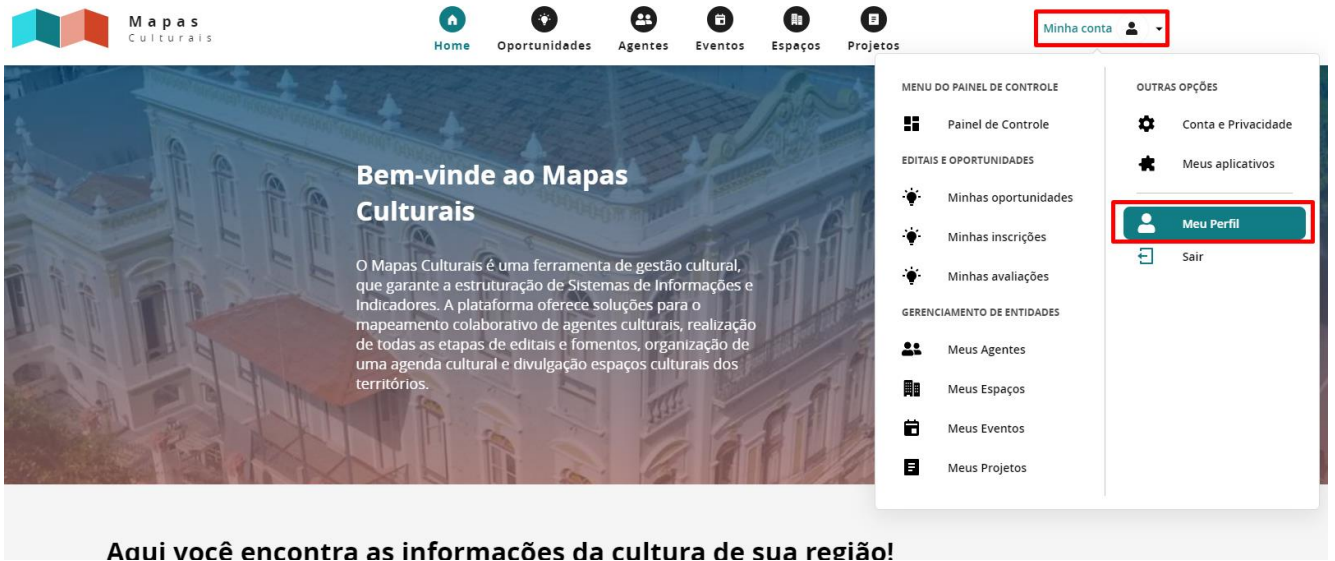 Mapas
Culturais
Home
Oportunidades
Agentes
Eventos
Espaços
Projetos
Minha conta
MENU DO PAINEL DE CONTROLE
Painel de Controle
EDITAIS E OPORTUNIDADES
Minhas oportunidades
Minhas inscrições
Minhas avaliações
GERENCIAMENTO DE ENTIDADES
Meus Agentes
Meus Espaços
Meus Eventos
Meus Projetos
OUTRAS OPÇÕES
Conta e Privacidade
Meus aplicativos
Meu Perfil
Sair
Bem-vinde ao Mapas
Culturais
O Mapas Culturais é uma ferramenta de gestão cultural,
que garante a estruturação de Sistemas de Informações e
Indicadores. A plataforma oferece soluções para o
mapeamento colaborativo de agentes culturais, realização
de todas as etapas de editais e fomentos, organização de
uma agenda cultural e divulgação espaços culturais dos
territórios.
Aqui você encontra as informações da cultura de sua região!